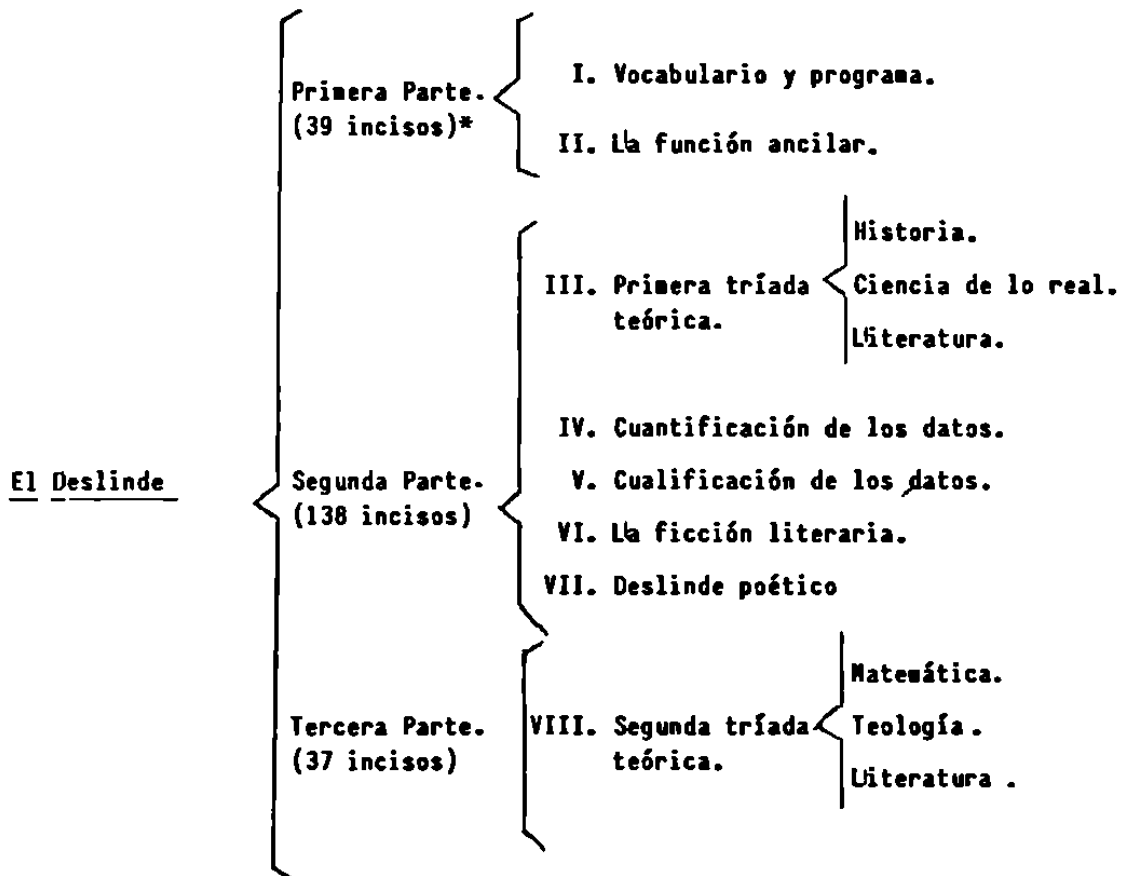 El Deslinde
Primera Parte.
(39 incisos)*
I. Vocabulario y programa.
II. La función ancilar.
Segunda Parte.
(138 incisos)
III. Primera tríada
teórica.
Historia.
Ciencia de lo real.
Literatura.
IV. Cuantificación de los datos.
V. Cualificación de los datos.
VI. La ficción literaria.
VII. Deslinde poético
Tercera Parte.
(37 incisos)
VIII. Segunda tríada
teórica.
Matemática.
Teología.
Literatura .